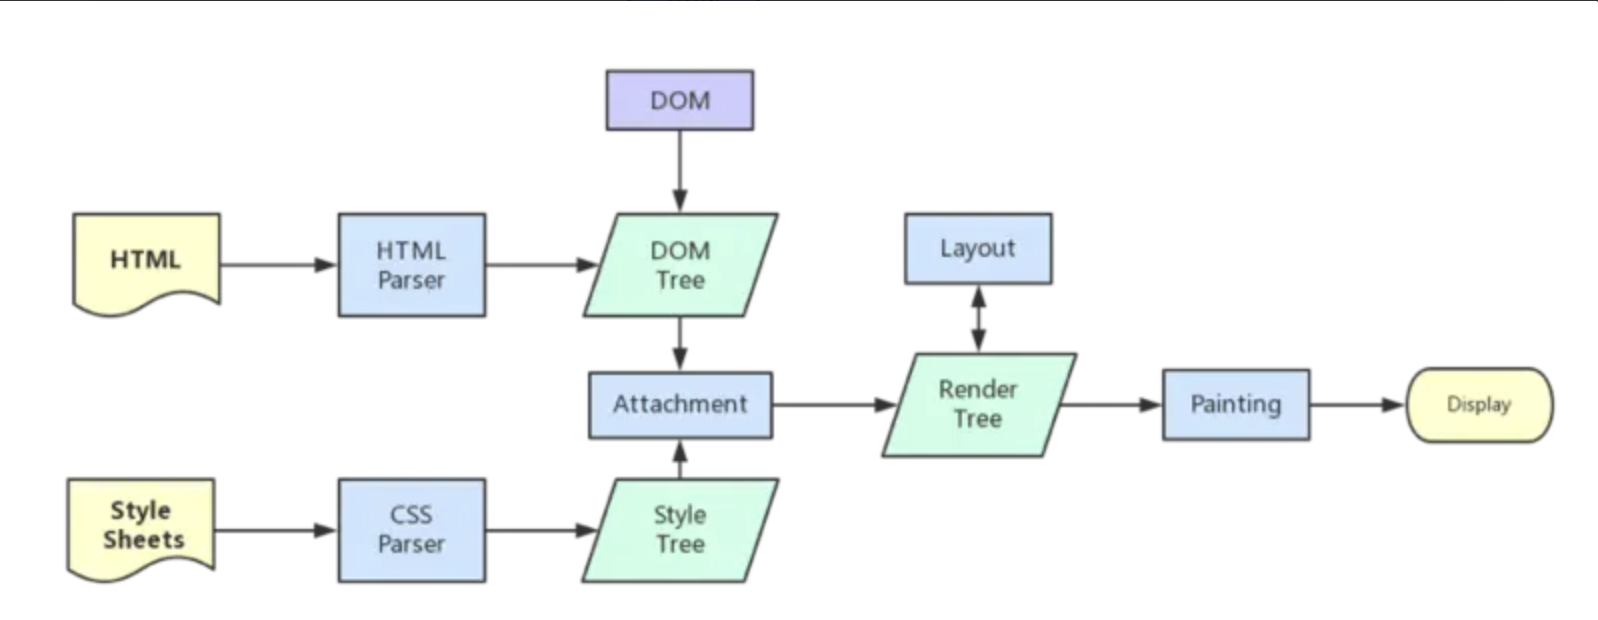 DOM
HTML
HTML
Parser
DOM
Tree
Layout
Attachment
Render
Tree
Painting
Display
Style
Sheets
CSS
Parser
Style
Tree